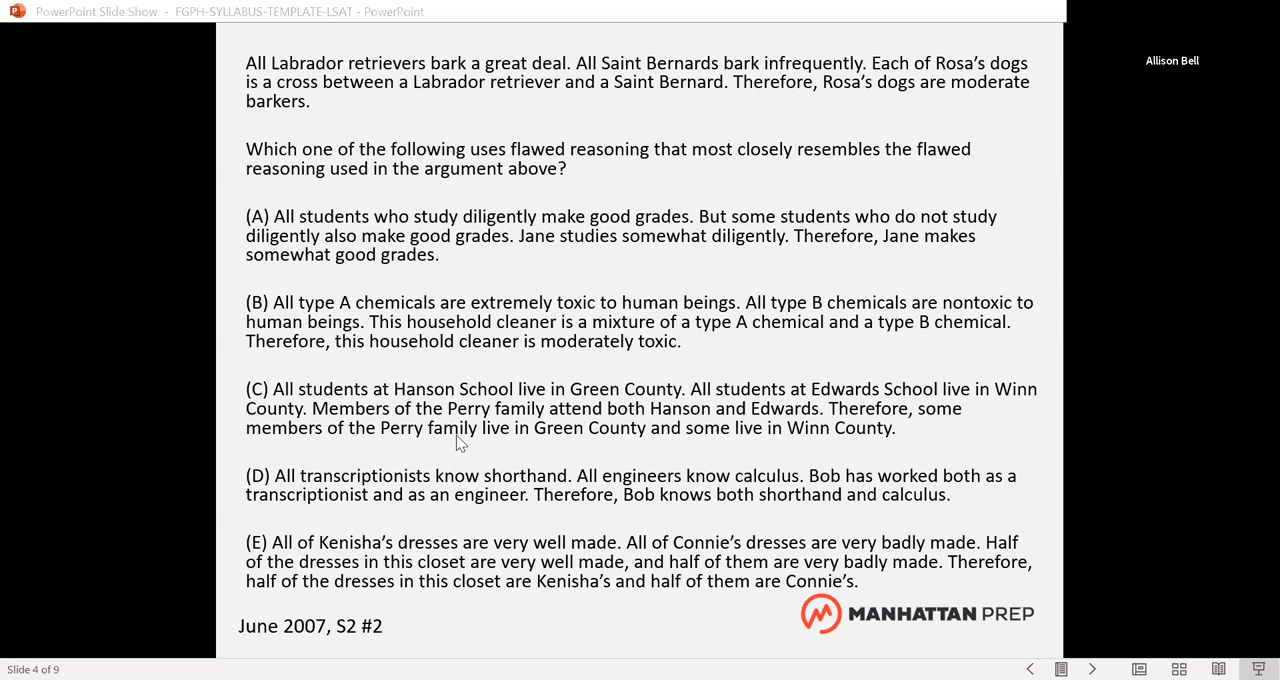 PowerPoint Slide Show - FGPH-SYLLABUS-TEMPLATE-LSAT - PowerPoint
Allison Bell
All Labrador retrievers bark a great deal. All Saint Bernards bark infrequently. Each of Rosa’s dogs
is a cross between a Labrador retriever and a Saint Bernard. Therefore, Rosa’s dogs are moderate
barkers.
Which one of the following uses flawed reasoning that most closely resembles the flawed
reasoning used in the argument above?
(A) All students who study diligently make good grades. But some students who do not study
diligently also make good grades. Jane studies somewhat diligently. Therefore, Jane makes
somewhat good grades.
(B) All type A chemicals are extremely toxic to human beings. All type B chemicals are nontoxic to
human beings. This household cleaner is a mixture of a type A chemical and a type B chemical.
Therefore, this household cleaner is moderately toxic.
(C) All students at Hanson School live in Green County. All students at Edwards School live in Winn
County. Members of the Perry family attend both Hanson and Edwards. Therefore, some
members of the Perry family live in Green County and some live in Winn County.
(D) All transcriptionists know shorthand. All engineers know calculus. Bob has worked both as a
transcriptionist and as an engineer. Therefore, Bob knows both shorthand and calculus.
(E) All of Kenisha’s dresses are very well made. All of Connie’s dresses are very badly made. Half
of the dresses in this closet are very well made, and half of them are very badly made. Therefore,
half of the dresses in this closet are Kenisha’s and half of them are Connie’s.
MANHATTAN PREP
June 2007, S2 #2
Slide 4 of 9